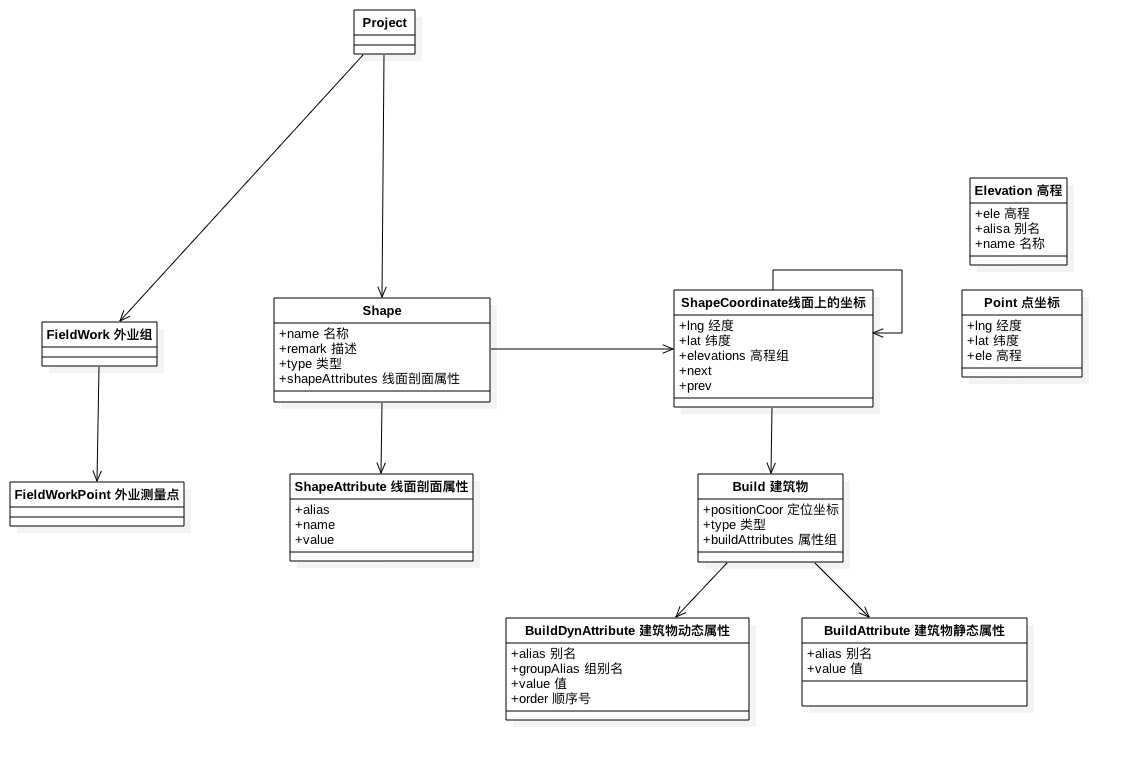 Project
Elevation 高程
+ele 高程
+alisa 别名
+name 名称
FieldWork 外业组
Shape
+name 名称
+remark 描述
+type 类型
+shapeAttributes 线面剖面属性
ShapeCoordinate线面上的坐标
+lng 经度
+lat 纬度
+elevations 高程组
+next
+prev
Point 点坐标
+lng 经度
+lat 纬度
+ele 高程
FieldWorkPoint 外业测量点
ShapeAttribute 线面剖面属性
+alias
+name
+value
Build 建筑物
+positionCoor 定位坐标
+type 类型
+buildAttributes 属性组
BuildDynAttribute 建筑物动态属性
+alias 别名
+groupAlias 组别名
+value 值
+order 顺序号
BuildAttribute 建筑物静态属性
+alias 别名
+value 值